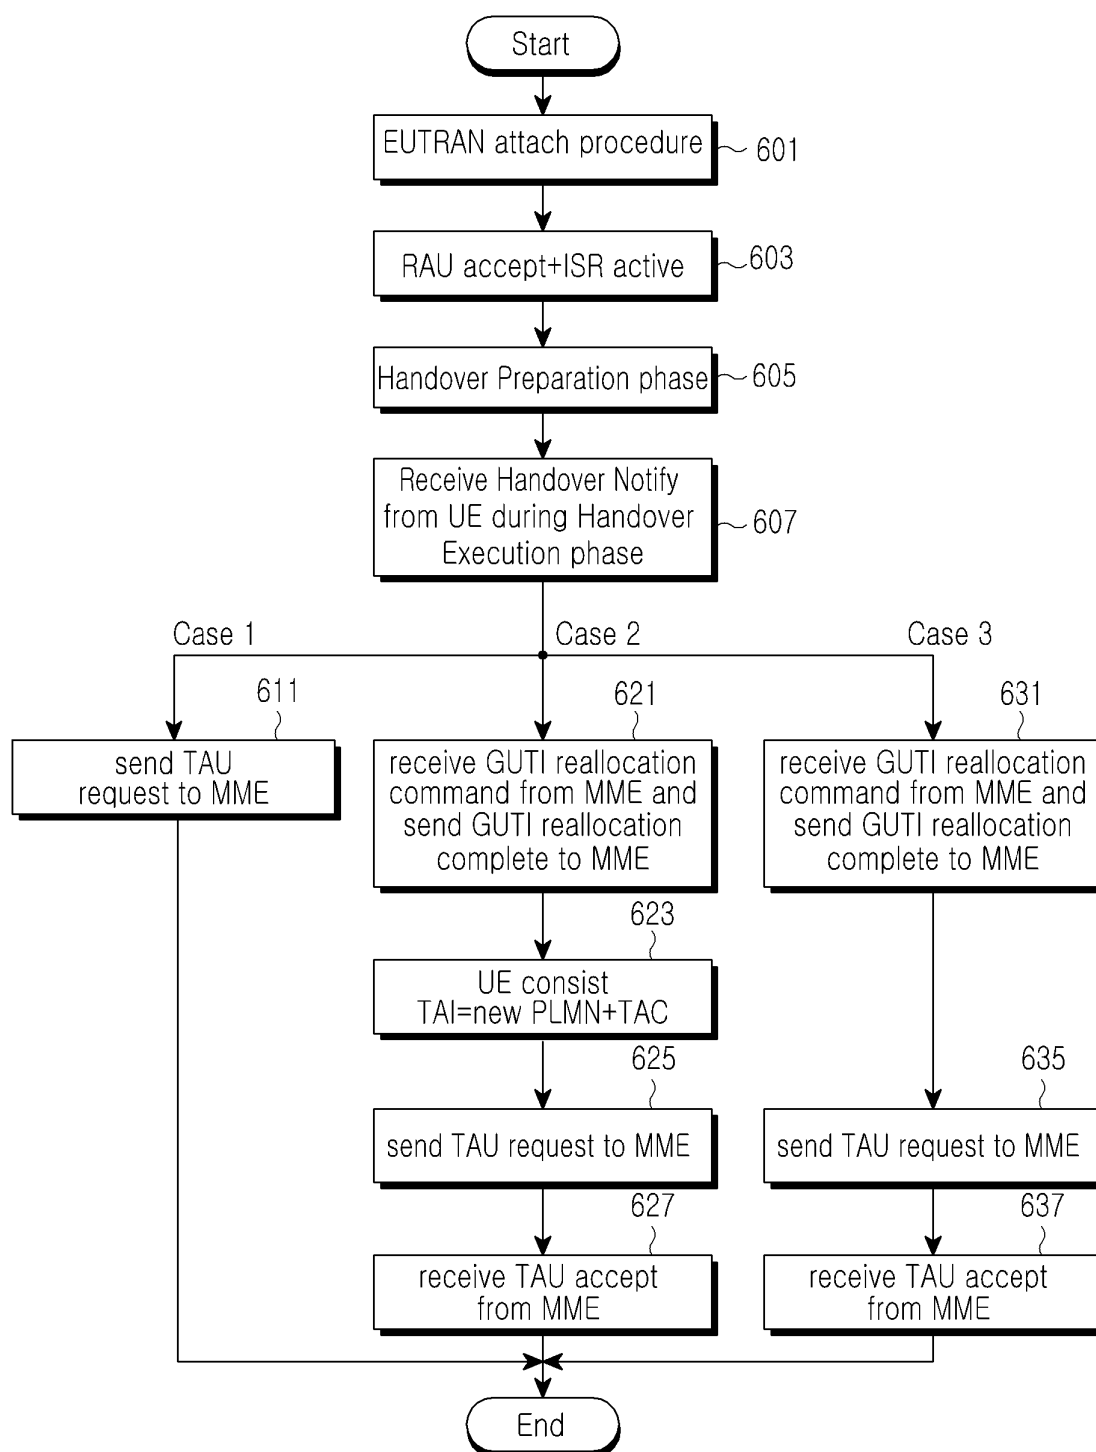 Start
EUTRAN attach procedure
601
RAU accept+ISR active
603
Handover Preparation phase
605
Receive Handover Notify
from UE during Handover
Execution phase
607
Case 1
Case 2
Case 3
611
send TAU
request to MME
621
receive GUTI reallocation
command from MME and
send GUTI reallocation
complete to MME
631
receive GUTI reallocation
command from MME and
send GUTI reallocation
complete to MME
623
UE consist
TAI=new PLMN+TAC
625
send TAU request to MME
635
send TAU request to MME
627
receive TAU accept
from MME
637
receive TAU accept
from MME
End